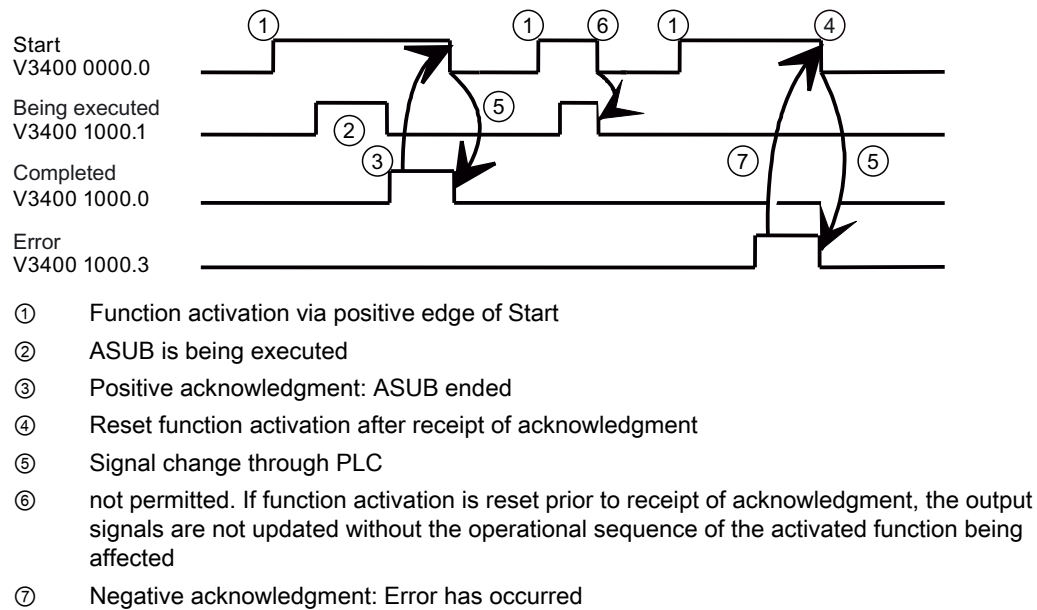 ① ① ⑥ ① ④
Start
V3400 0000.0
Being executed
V3400 1000.1
② ⑤
Completed
V3400 1000.0
③ ⑦ ⑤
Error
V3400 1000.3
① Function activation via positive edge of Start
② ASUB is being executed
③ Positive acknowledgment: ASUB ended
④ Reset function activation after receipt of acknowledgment
⑤ Signal change through PLC
⑥ not permitted. If function activation is reset prior to receipt of acknowledgment, the output
signals are not updated without the operational sequence of the activated function being
affected
⑦ Negative acknowledgment: Error has occurred